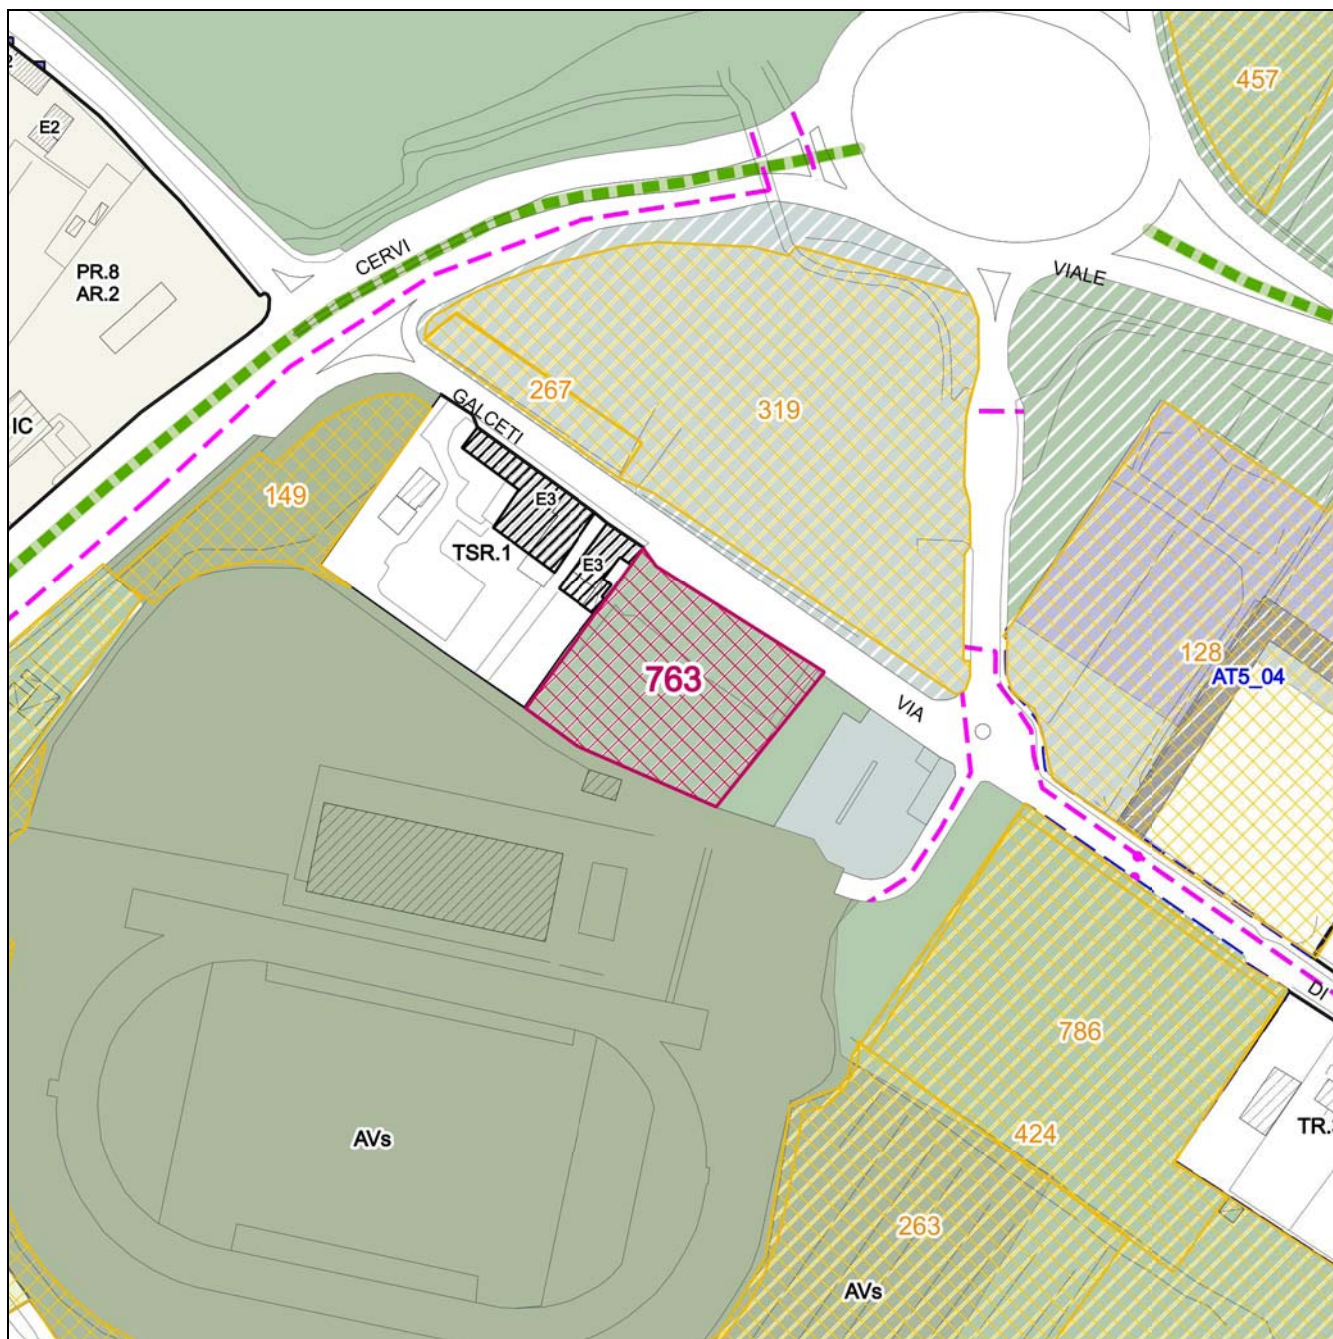 457
E2
CERVI
VIALE
PR.8
AR.2
267
319
GALCETI
IC
149
E3
TSR.1
E3
128
AT5_04
763
VIA
DI
786
424
TR.
AVs
263
AVs